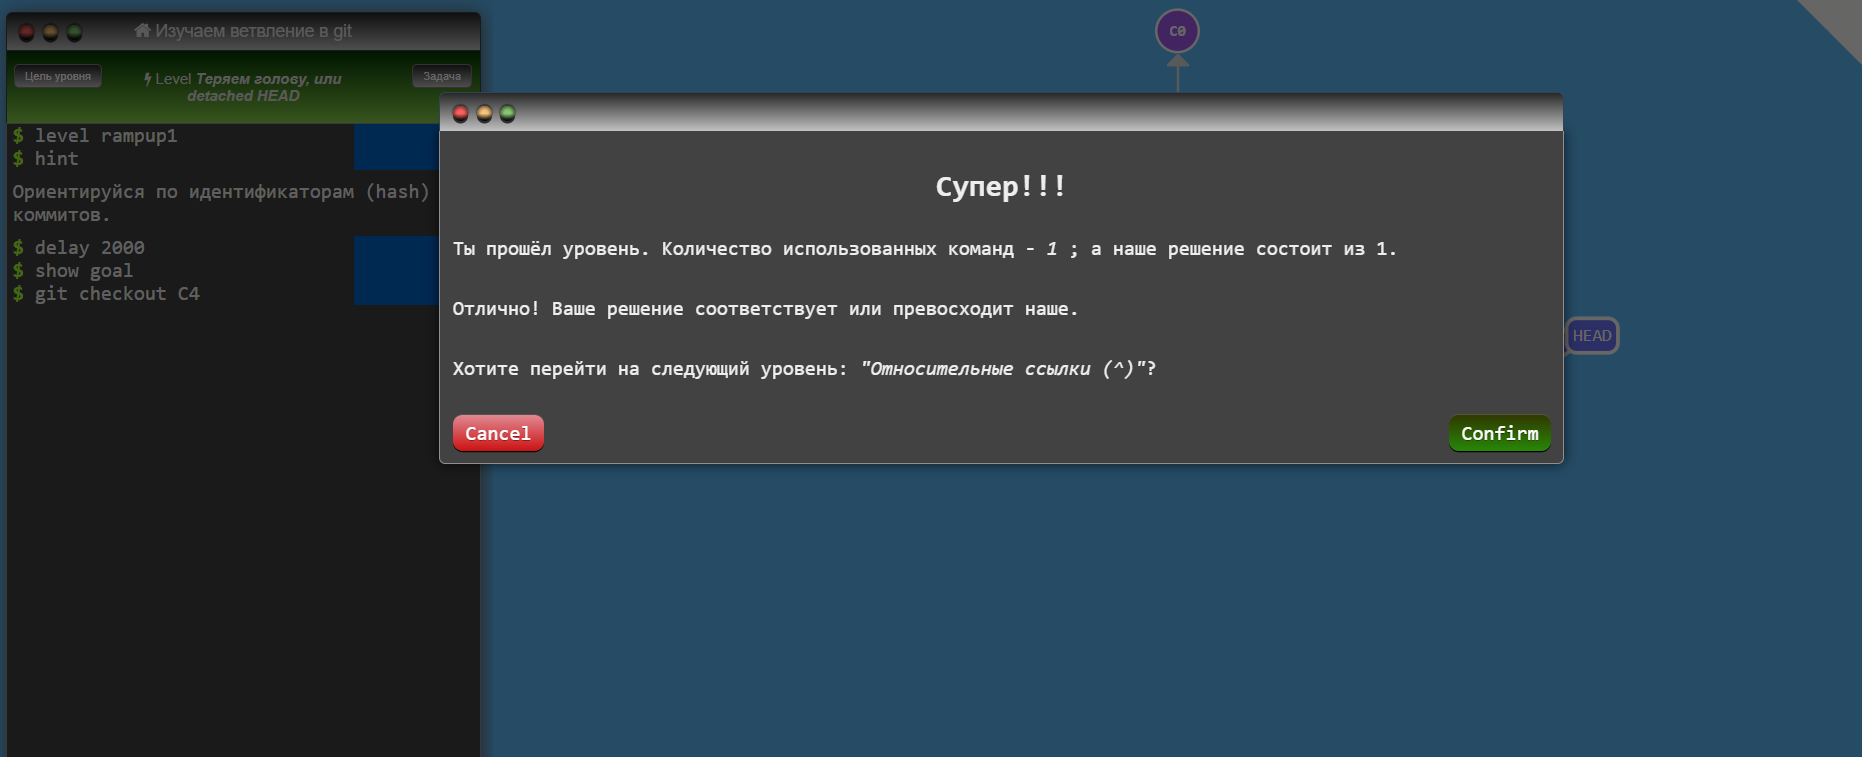 Изучаем ветвление в git
Цель уровня
Level Теряем голову, или
detached HEAD
Задача
$ level rampup1
$ hint
Ориентируйся по идентификаторам (hash)
коммитов.
$ delay 2000
$ show goal
$ git checkout C4
C0
Супер!!!
Ты прошёл уровень. Количество использованных команд - 1 ; а наше решение состоит из 1.
Отлично! Ваше решение соответствует или превосходит наше.
Хотите перейти на следующий уровень: "Относительные ссылки (^)"?
Cancel
Confirm
HEAD